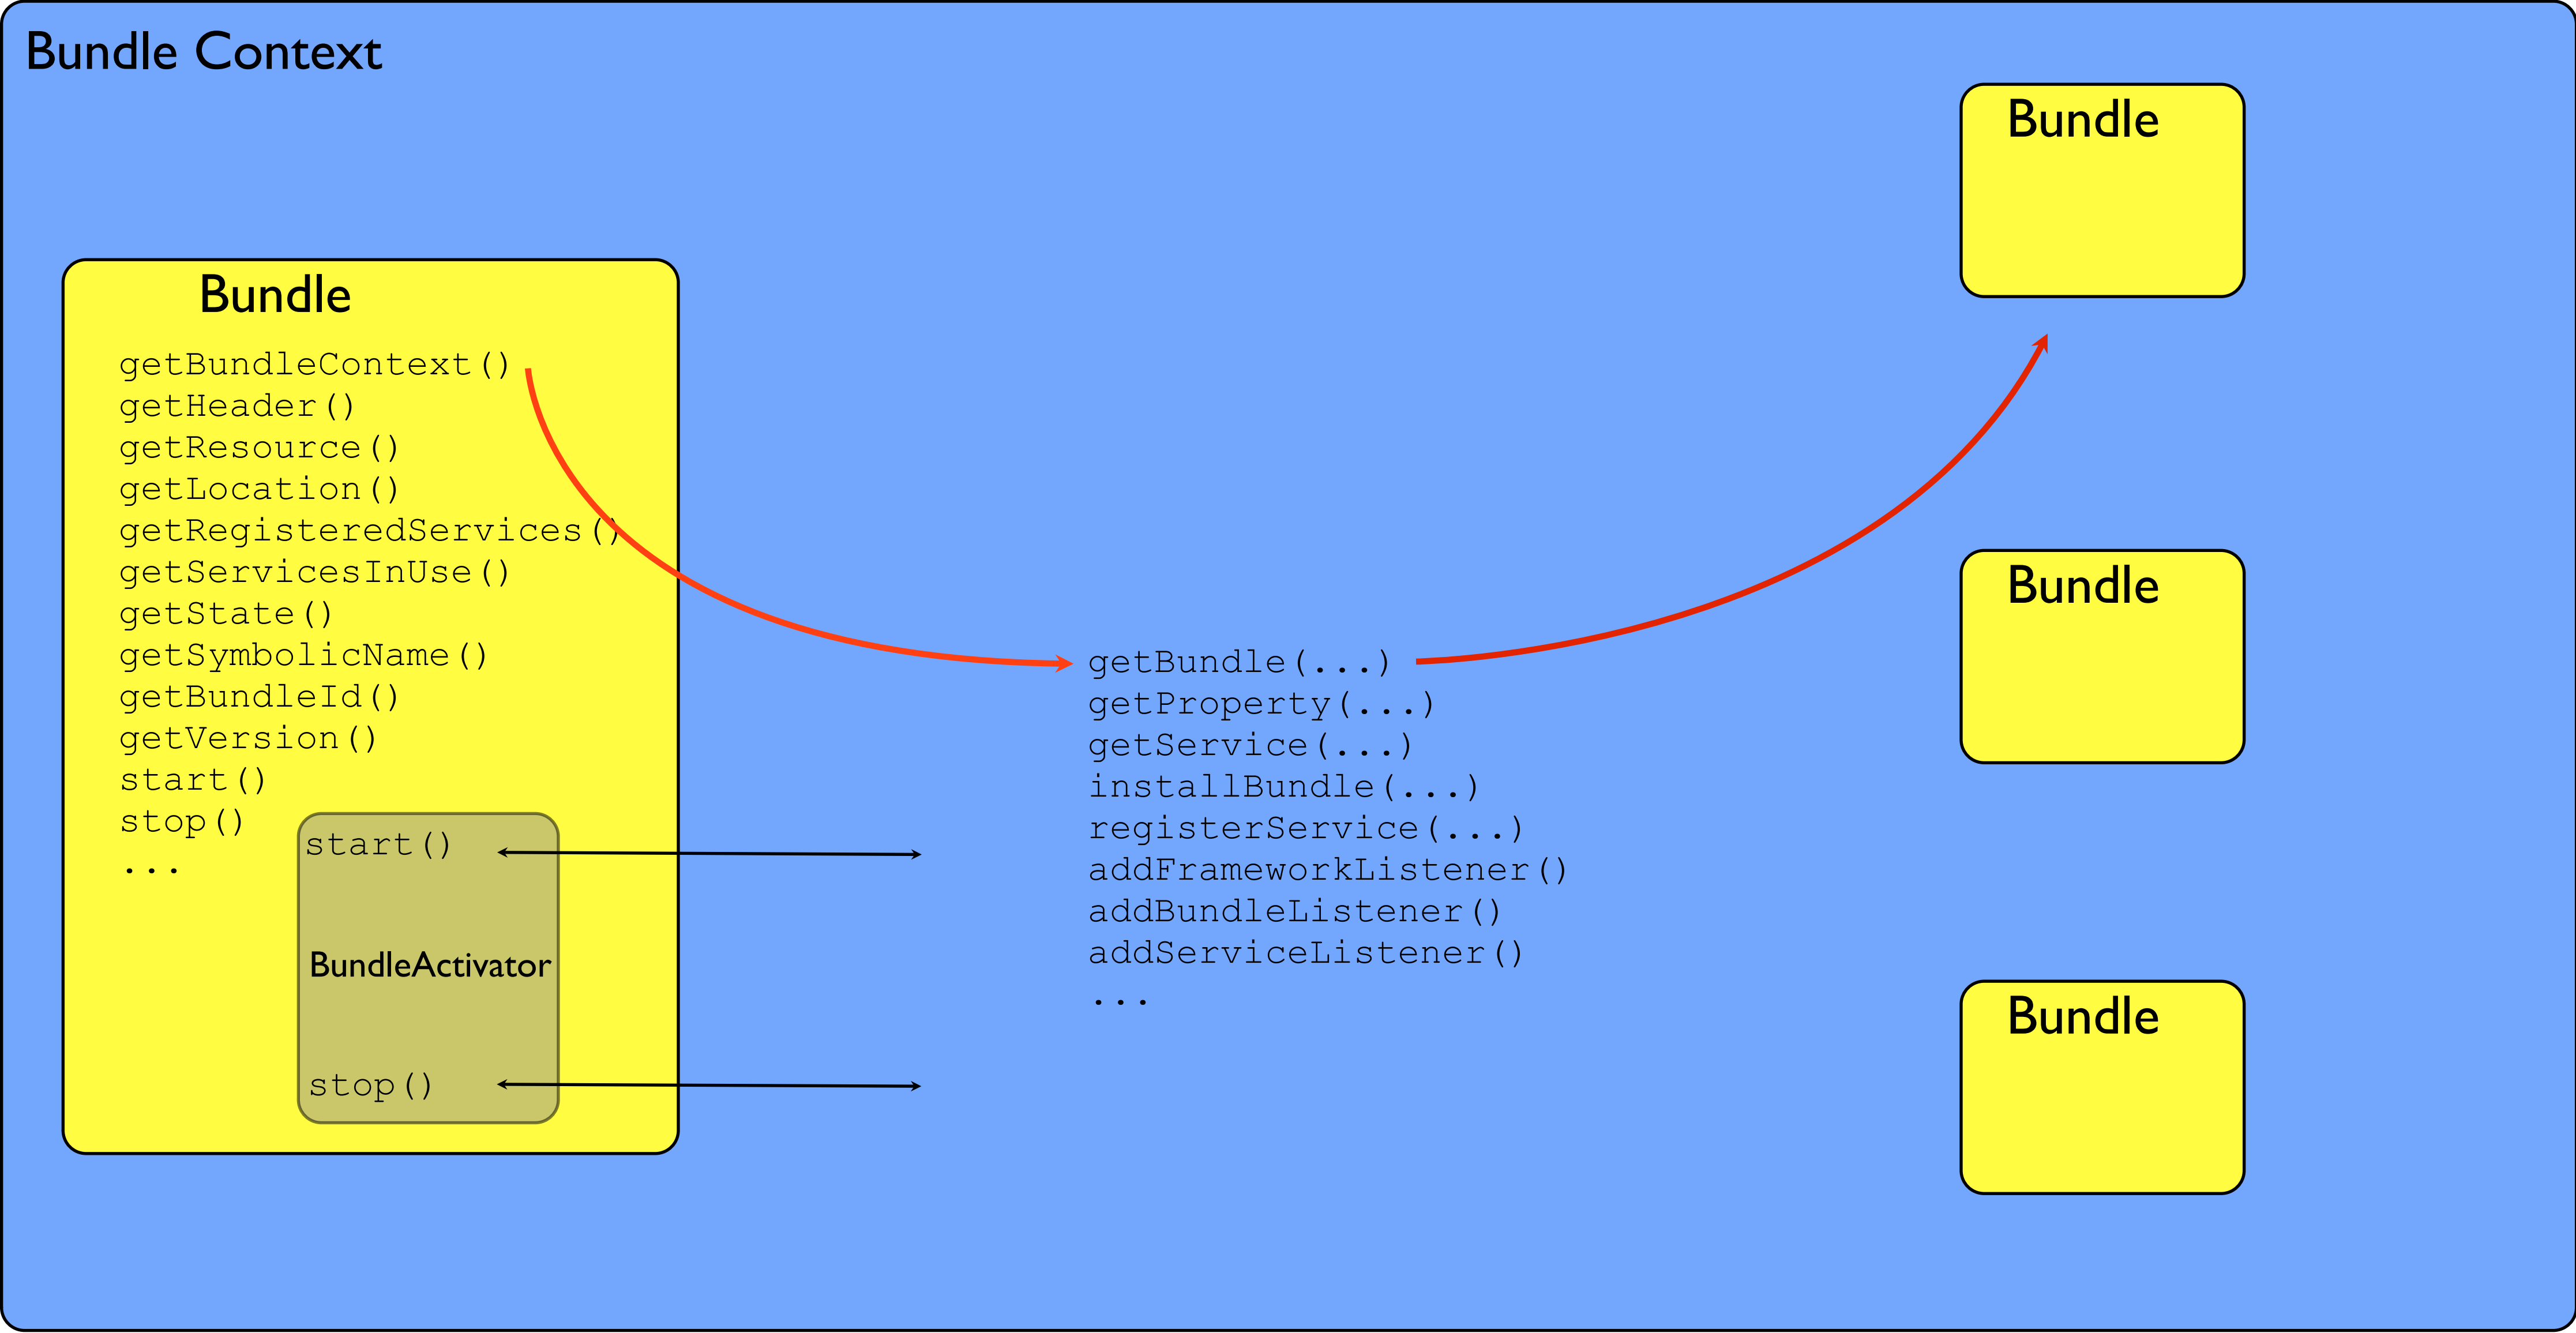 Bundle Context
Bundle
getBundleContext()
getHeader()
getResource()
getLocation()
getRegisteredServices()
getServicesInUse()
getState()
getSymbolicName()
getBundleId()
getVersion()
start()
stop()
...
start()
BundleActivator
stop()
getBundle(...)
getProperty(...)
getService(...)
installBundle(...)
registerService(...)
addFrameworkListener()
addBundleListener()
addServiceListener()
...
Bundle
Bundle
Bundle